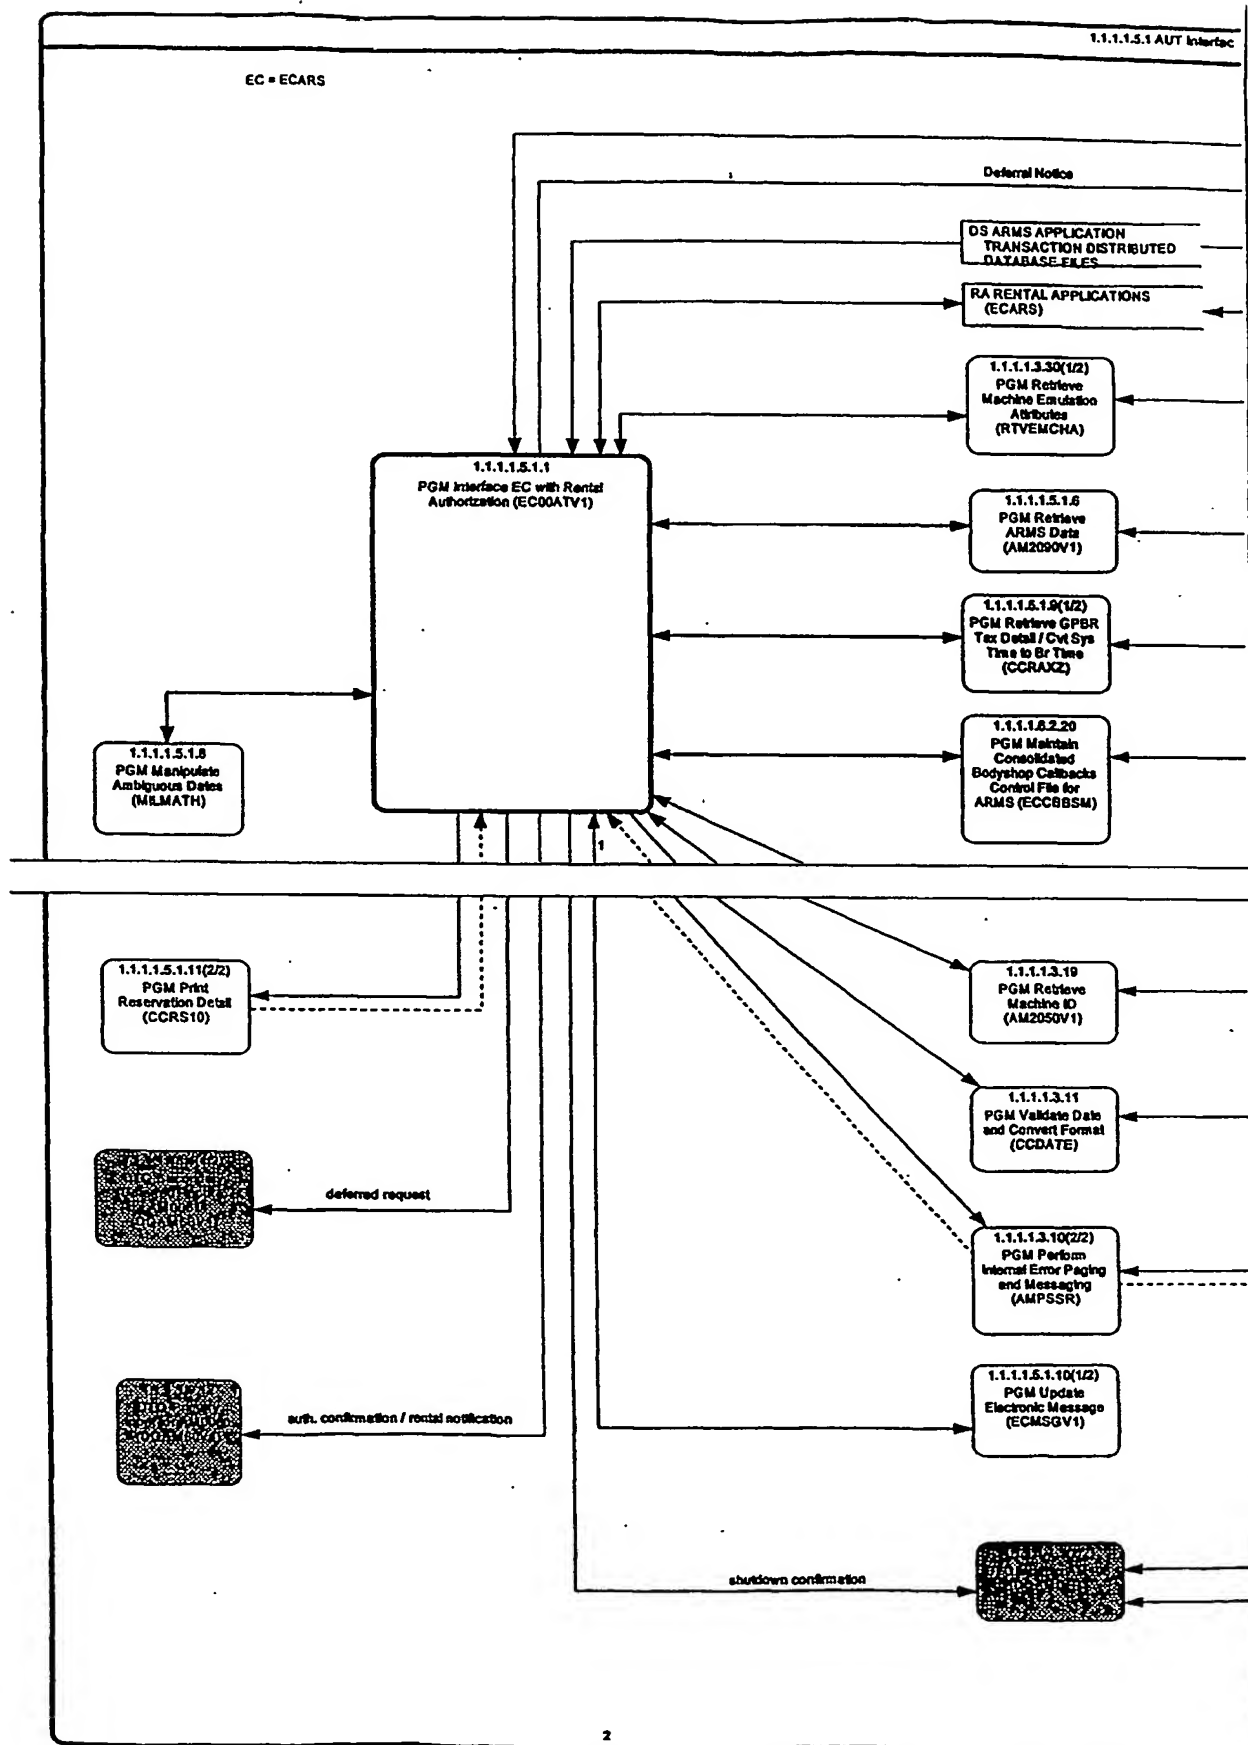 1.1.1.1.5.1 AUT Interfac
EC = ECARS
Deferral Notice
DS ARMS APPLICATION
TRANSACTION DISTRIBUTED
DATABASE FILES
RA RENTAL APPLICATIONS
(ECARS)
1.1.1.1.3.30(1/2)
PGM Retrieve
Machine Emulation
Attributes
(RTVEMCHA)
1.1.1.1.5.1.1
PGM Interface EC with Rental
Authorization (EC00ATV1)
1.1.1.1.5.1.6
PGM Retrieve
ARMS Data
(AM2090V1)
1.1.1.1.5.1.9(1/2)
PGM Retrieve GPBR
Tax Detail / Cvt Sys
Time to Br Time
(CCRAXZ)
1.1.1.1.5.1.8
PGM Manipulate
Ambiguous Dates
(MILMATH)
1.1.1.1.6.2.20
PGM Maintain
Consolidated
Bodyshop Callbacks
Control File for
ARMS (ECCBBSM)
1
1.1.1.1.5.1.11(2/2)
PGM Print
Reservation Detail
(CCRS10)
1.1.1.1.3.19
PGM Retrieve
Machine ID
(AM2050V1)
1.1.1.1.3.11
PGM Validate Date
and Convert Format
(CCDATE)
deferred request
1.1.1.1.3.10(2/2)
PGM Perform
Internal Error Paging
and Messaging
(AMPSSR)
1.1.1.1.5.1.10(1/2)
PGM Update
Electronic Message
(ECMSGV1)
auth. confirmation / rental notification
shutdown confirmation
2